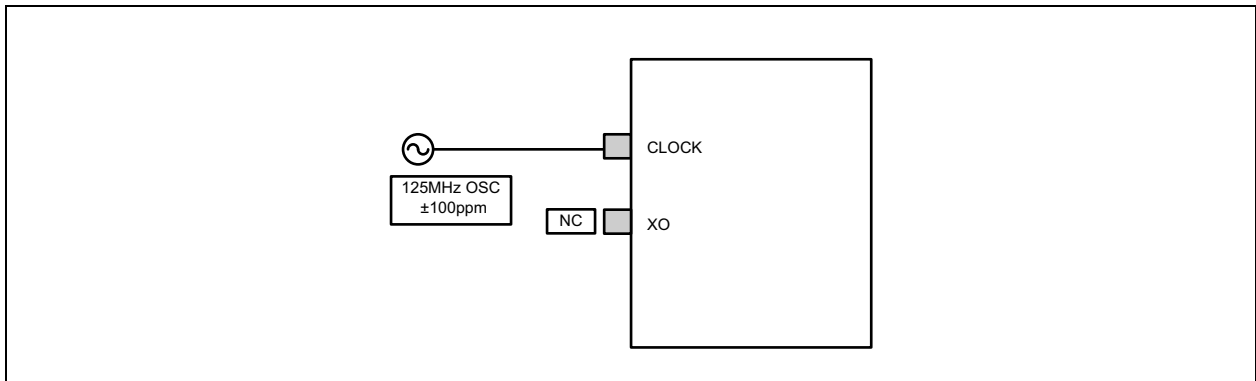 CLOCK
125MHz OSC
±100ppm
NC
XO